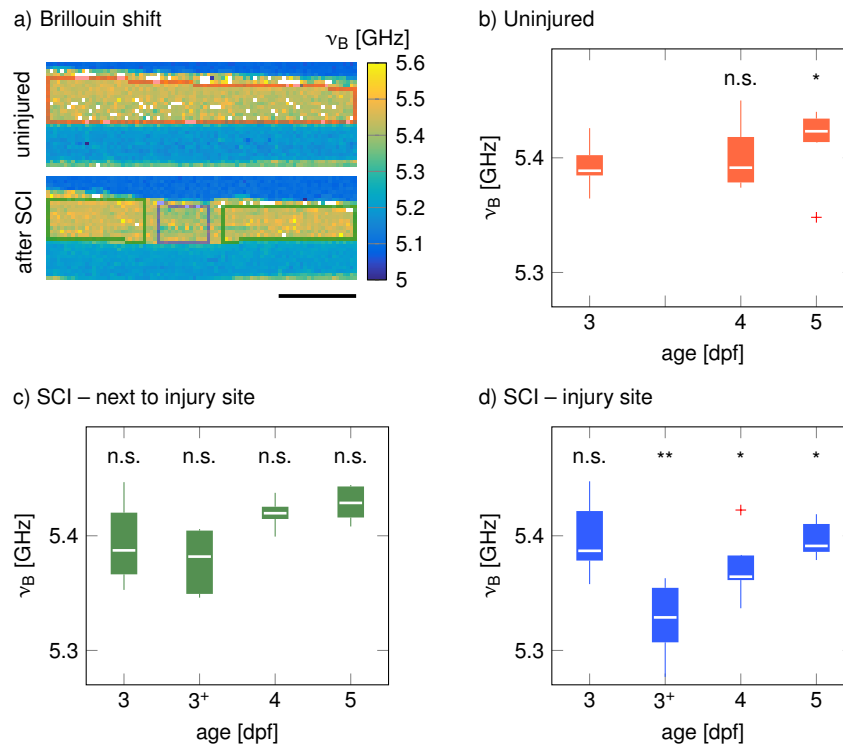 a) Brillouin shift
ν_B [GHz]
uninjured
after SCI
5.6
5.5
5.4
5.3
5.2
5.1
5
b) Uninjured
n.s.
*
5.4
5.3
ν_B [GHz]
3
4
5
age [dpf]
c) SCI – next to injury site
n.s.
n.s.
n.s.
n.s.
5.4
5.3
ν_B [GHz]
3
3⁺
4
5
age [dpf]
d) SCI – injury site
n.s.
**
*
*
5.4
5.3
ν_B [GHz]
3
3⁺
4
5
age [dpf]